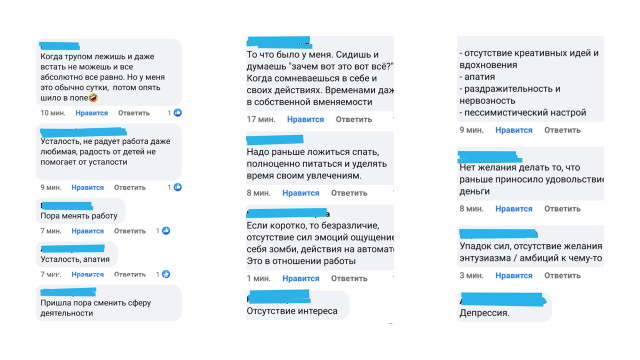 Когда трупом лежишь и даже
встать не можешь и все
абсолютно все равно. Но у меня
это обычно сутки, потом опять
шило в попе🤣
10 мин. Нравится Ответить 1
Усталость, не радует работа даже
любимая, радость от детей не
помогает от усталости
9 мин. Нравится Ответить 1
Пора менять работу
7 мин. Нравится Ответить 1
Усталость, апатия
7 мин. Нравится Ответить 1
Пришла пора сменить сферу
деятельности
То что было у меня. Сидишь и
думаешь "зачем вот это вот всё?"
Когда сомневаешься в себе и
своих действиях. Временами даж
в собственной вменяемости
17 мин. Нравится Ответить
Надо раньше ложиться спать,
полноценно питаться и уделять
время своим увлечениям.
8 мин. Нравится Ответить
Если коротко, то безразличие,
отсутствие сил эмоций ощущение
себя зомби, действия на автомат
Это в отношении работы
1 мин. Нравится Ответить
Отсутствие интереса
- отсутствие креативных идей и
вдохновения
- апатия
- раздражительность и
нервозность
- пессимистический настрой
9 мин. Нравится Ответить
Нет желания делать то, что
раньше приносило удовольствие
деньги
8 мин. Нравится Ответить
Упадок сил, отсутствие желания
энтузиазма / амбиций к чему-то
3 мин. Нравится Ответить
Депрессия.